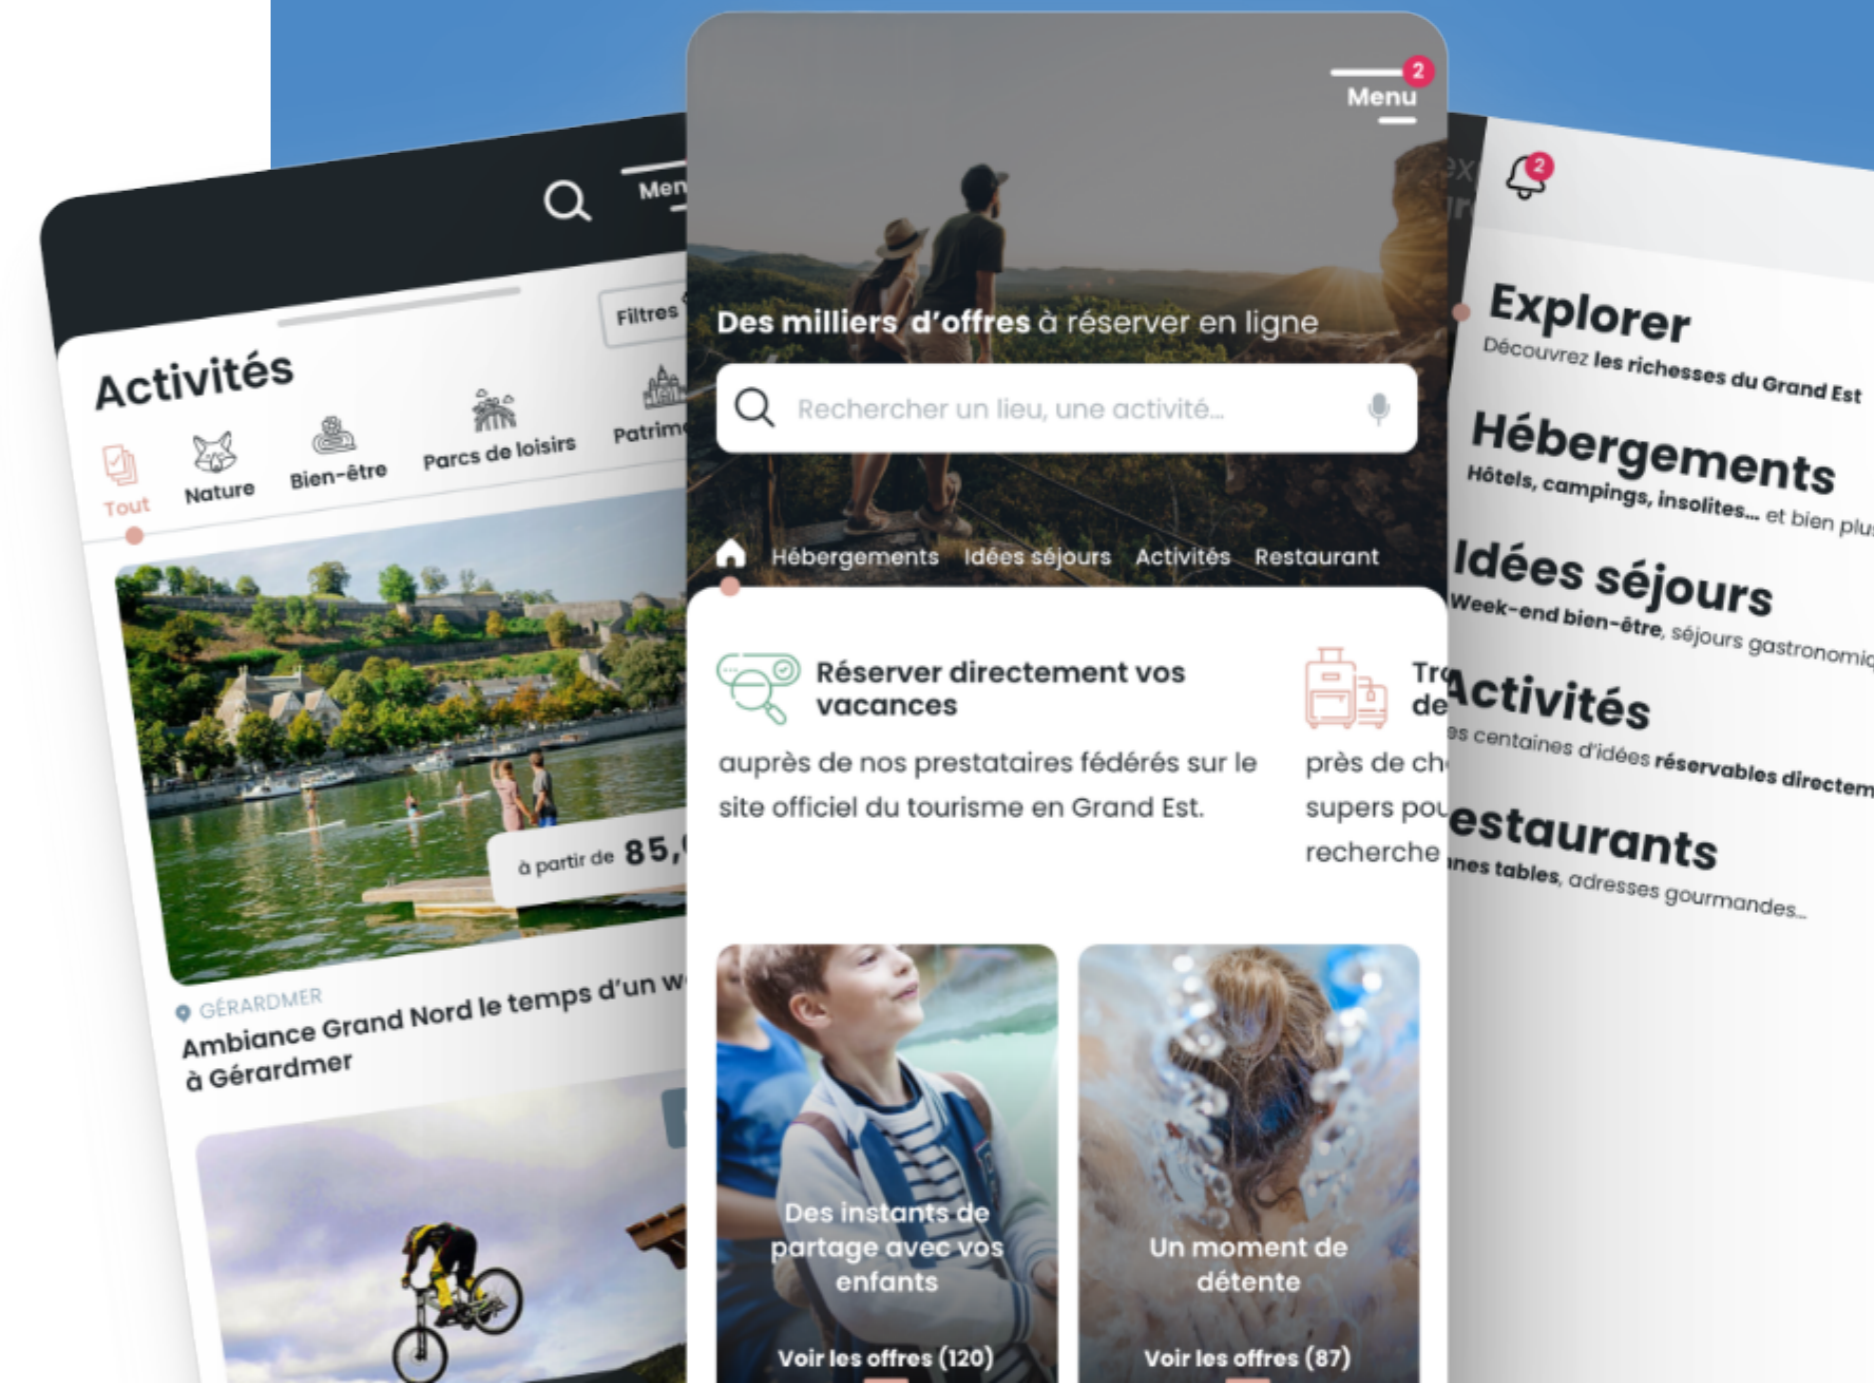 Men
Filtres
Activités
Tout
Nature
Bien-être
Parcs de loisirs
à partir de 85,
GÉRARDMER
Ambiance Grand Nord le temps d'un
à Gérardmer
2
Menu
Des milliers d'offres à réserver en ligne
Rechercher un lieu, une activité...
Hébergements Idées séjours Activités Restaurant
Réserver directement vos
vacances
auprès de nos prestataires fédérés sur le
site officiel du tourisme en Grand Est.
près de
supers
recherche
Des instants de
partage avec vos
enfants
Voir les offres (120)
Un moment de
détente
Voir les offres (87)
2
Explorer
Découvrez les richesses du Grand Est
Hébergements
Hôtels, campings, insolites... et bien
Idées séjours
Week-end bien-être, séjours
Activités
centaines d'idées réservables
estaurants
tables, adresses gourmandes...